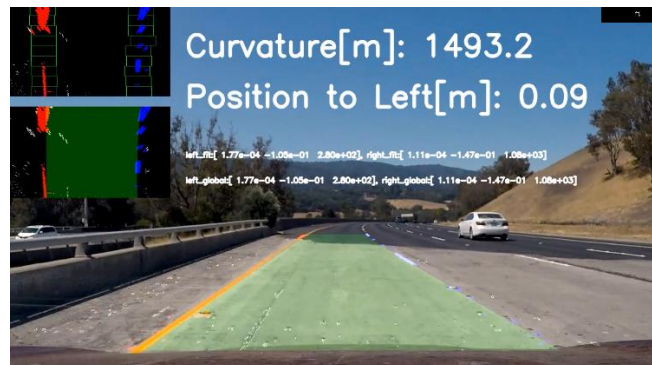 Curvature[m]: 1493.2
Position to Left[m]: 0.09
left_fit:[ 1.77e-04 -1.05e-01 2.80e+02], right_fit:[ 1.11e-04 -1.47e-01 1.08e+03]
left_global:[ 1.77e-04 -1.05e-01 2.80e+02], right_global:[ 1.11e-04 -1.47e-01 1.08e+03]